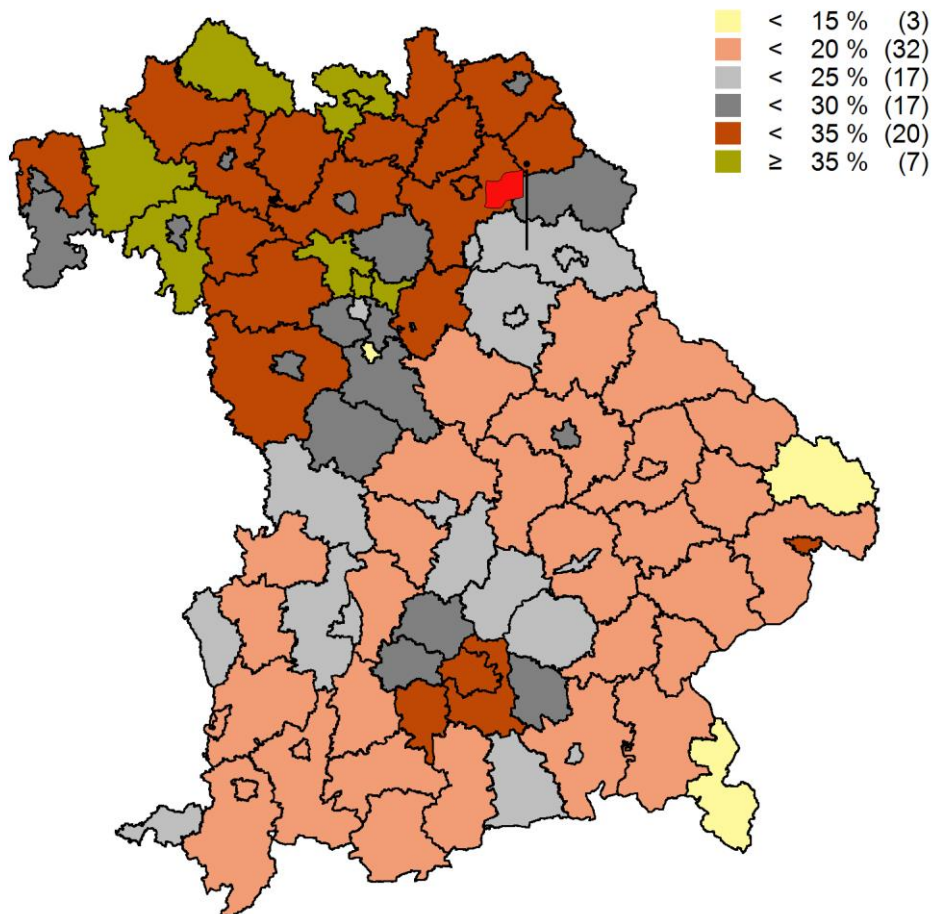 < 15 % (3)
< 20 % (32)
< 25 % (17)
< 30 % (17)
< 35 % (20)
≥ 35 % (7)